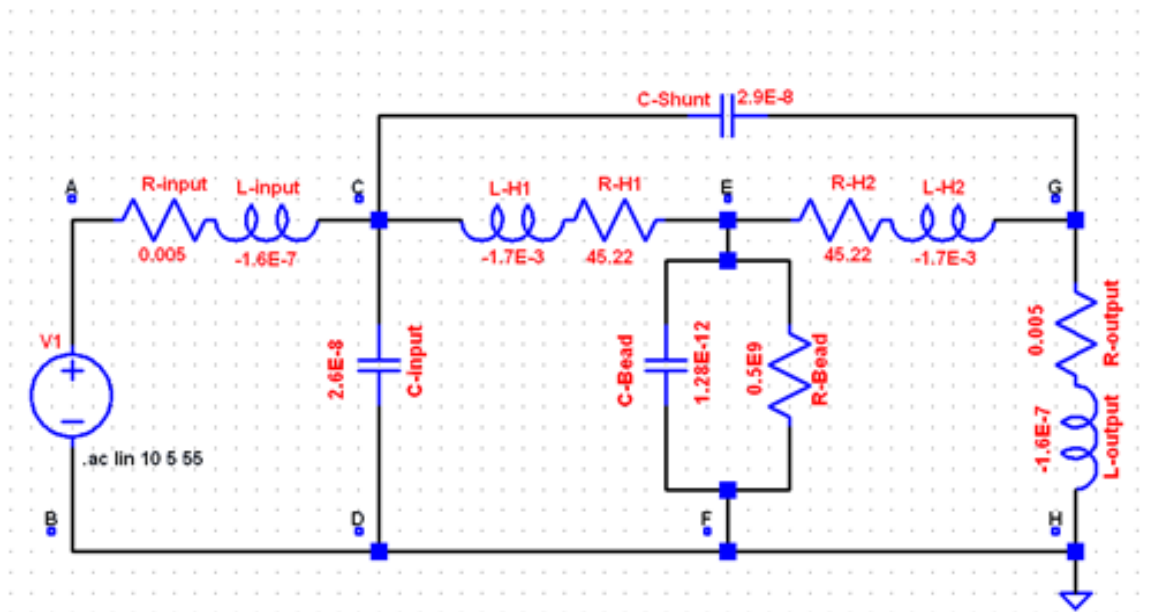 C-Shunt 2.9E-8
A R-input L-input C L-H1 R-H1 E R-H2 L-H2 G
0.005 -1.6E-7 -1.7E-3 45.22 45.22 -1.7E-3
V1
2.6E-8 C-input
C-Bead 1.28E-12 0.5E9 R-Bead
0.005 R-output
-1.6E-7 L-output
.ac lin 10 5 55
B D F H